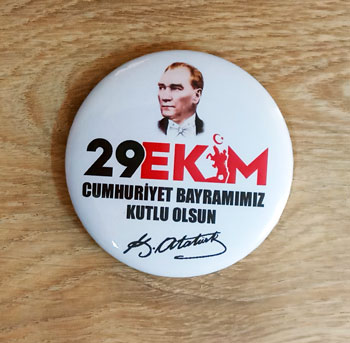 29EKİM
CUMHURİYET BAYRAMIMIZ
KUTLU OLSUN
K. Atatürk